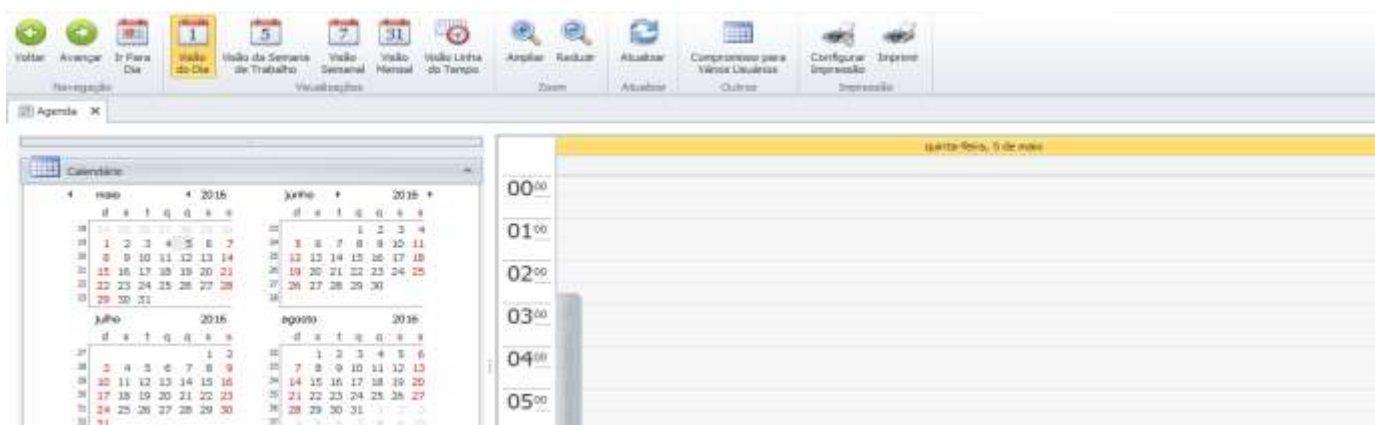 Voltar Avançar Ir Para Dia Visão do Dia Visão da Semana de Trabalho Visão Semanal Visão Mensal Visão Linha do Tempo Ampliar Reduzir Atualizar Compromisso para Vários Usuários Configurar Impressão Imprimir
Navegação Visualizações Zoom Atualizar Outros Impressão
Agenda
quinta-feira, 5 de maio
Calendário
maio 2016 junho 2016
d s t q q s s d s t q q s s
1 2 3 4
1 2 3 4 5 6 7 5 6 7 8 9 10 11
8 9 10 11 12 13 14 12 13 14 15 16 17 18
15 16 17 18 19 20 21 19 20 21 22 23 24 25
22 23 24 25 26 27 28 26 27 28 29 30
29 30 31
julho 2016 agosto 2016
d s t q q s s d s t q q s s
1 2 1 2 3 4 5 6
3 4 5 6 7 8 9 7 8 9 10 11 12 13
10 11 12 13 14 15 16 14 15 16 17 18 19 20
17 18 19 20 21 22 23 21 22 23 24 25 26 27
24 25 26 27 28 29 30 28 29 30 31
31
00 00
01 00
02 00
03 00
04 00
05 00